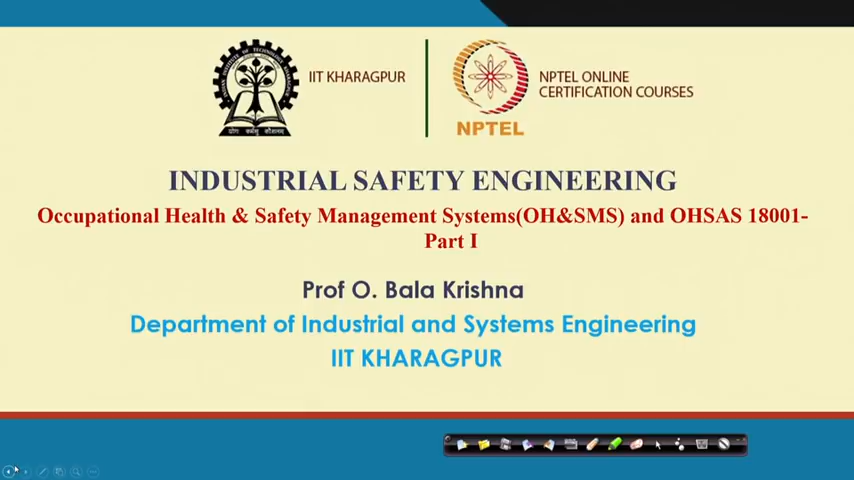 IIT KHARAGPUR
NPTEL ONLINE
CERTIFICATION COURSES
NPTEL
INDUSTRIAL SAFETY ENGINEERING
Occupational Health & Safety Management Systems(OH&SMS) and OHSAS 18001-
Part I
Prof O. Bala Krishna
Department of Industrial and Systems Engineering
IIT KHARAGPUR